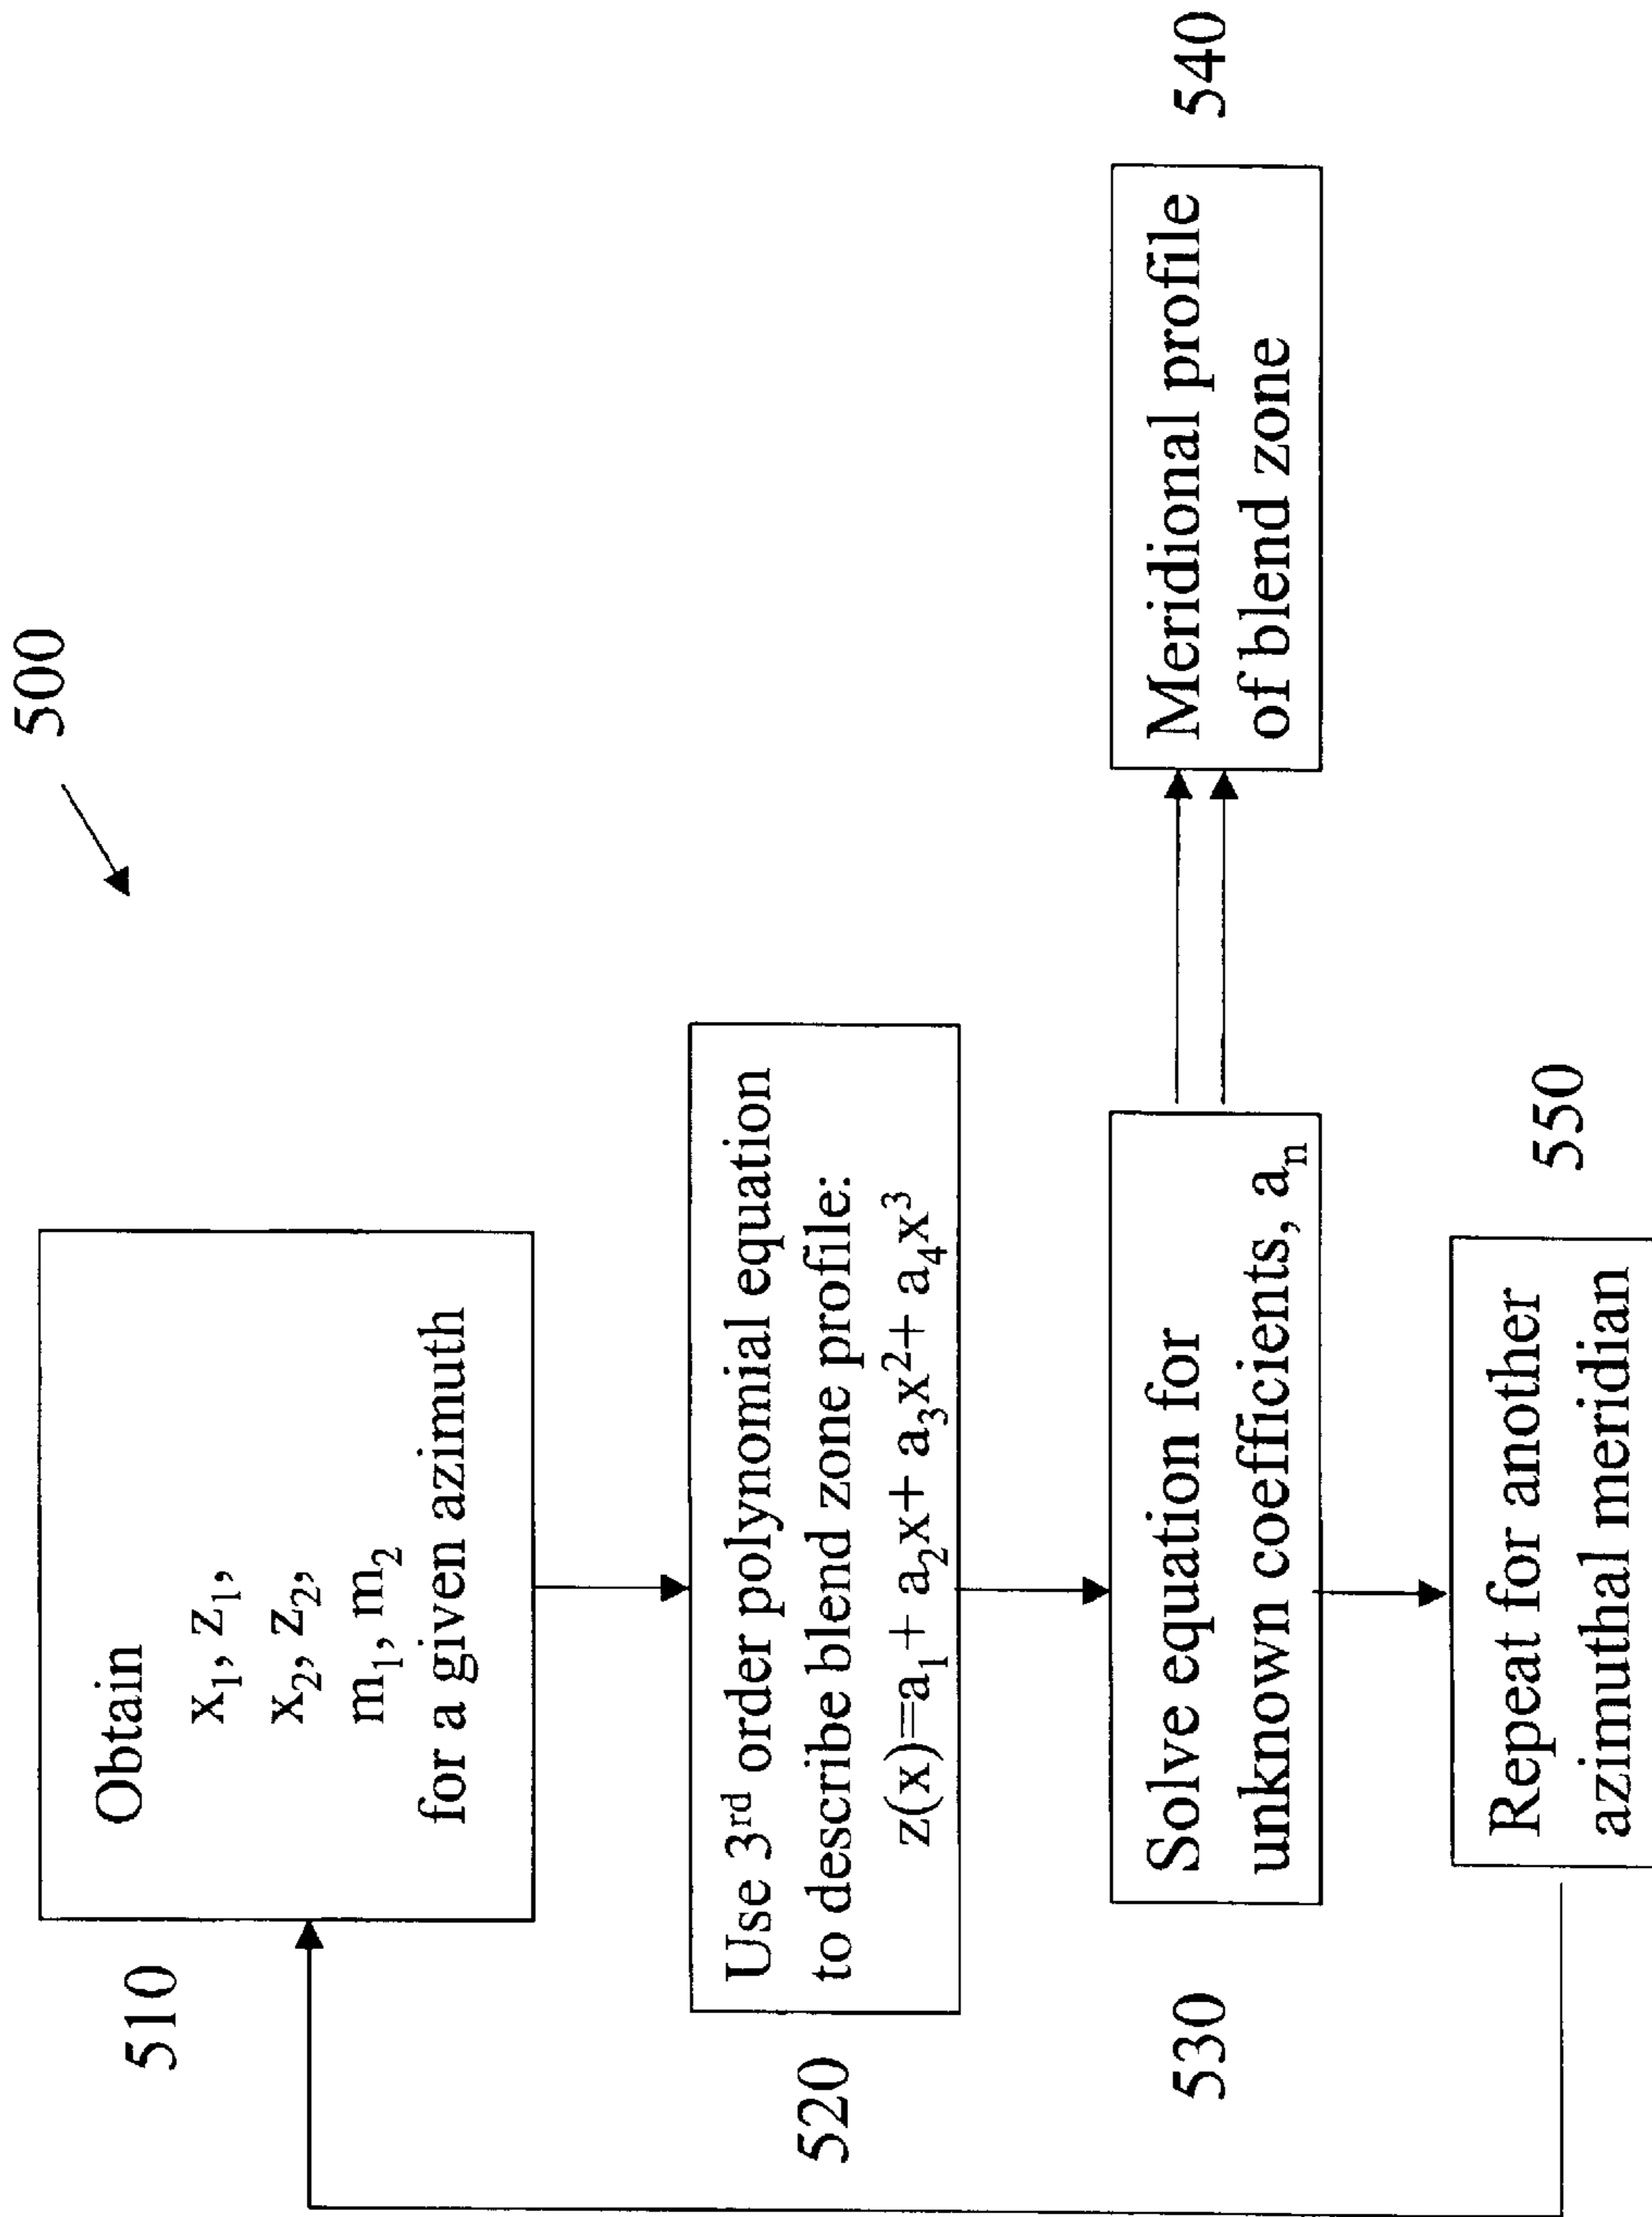 500
510
Obtain
x₁, z₁,
x₂, z₂,
m₁, m₂
for a given azimuth
520
Use 3ʳᵈ order polynomial equation
to describe blend zone profile:
z(x)=a₁+ a₂x+ a₃x²+ a₄x³
530
Solve equation for
unknown coefficients, aₙ
Meridional profile
of blend zone
540
550
Repeat for another
azimuthal meridian